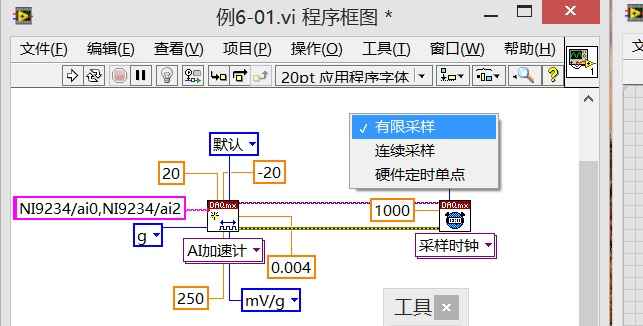 例6-01.vi 程序框图 *
文件(F) 编辑(E) 查看(V) 项目(P) 操作(O) 工具(T) 窗口(W) 帮助(H)
20pt 应用程序字体
1
有限采样
连续采样
硬件定时单点
默认
20
-20
NI9234/ai0,NI9234/ai2
DAQmx
1000
DAQmx
g
AI加速计
采样时钟
0.004
250
mV/g
工具